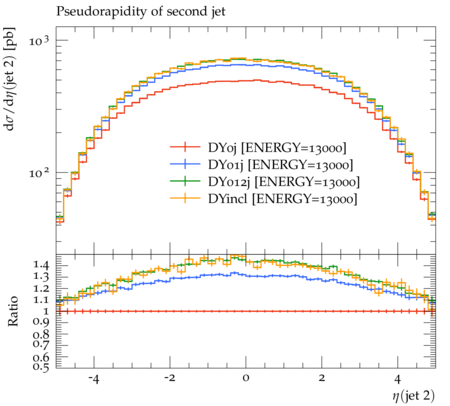 Pseudorapidity of second jet
dσ/dη(jet 2) [pb]
10³
10²
DY0j [ENERGY=13000]
DY01j [ENERGY=13000]
DY012j [ENERGY=13000]
DYincl [ENERGY=13000]
Ratio
1.4
1.3
1.2
1.1
1
0.9
0.8
0.7
0.6
0.5
-4 -2 0 2 4
η(jet 2)